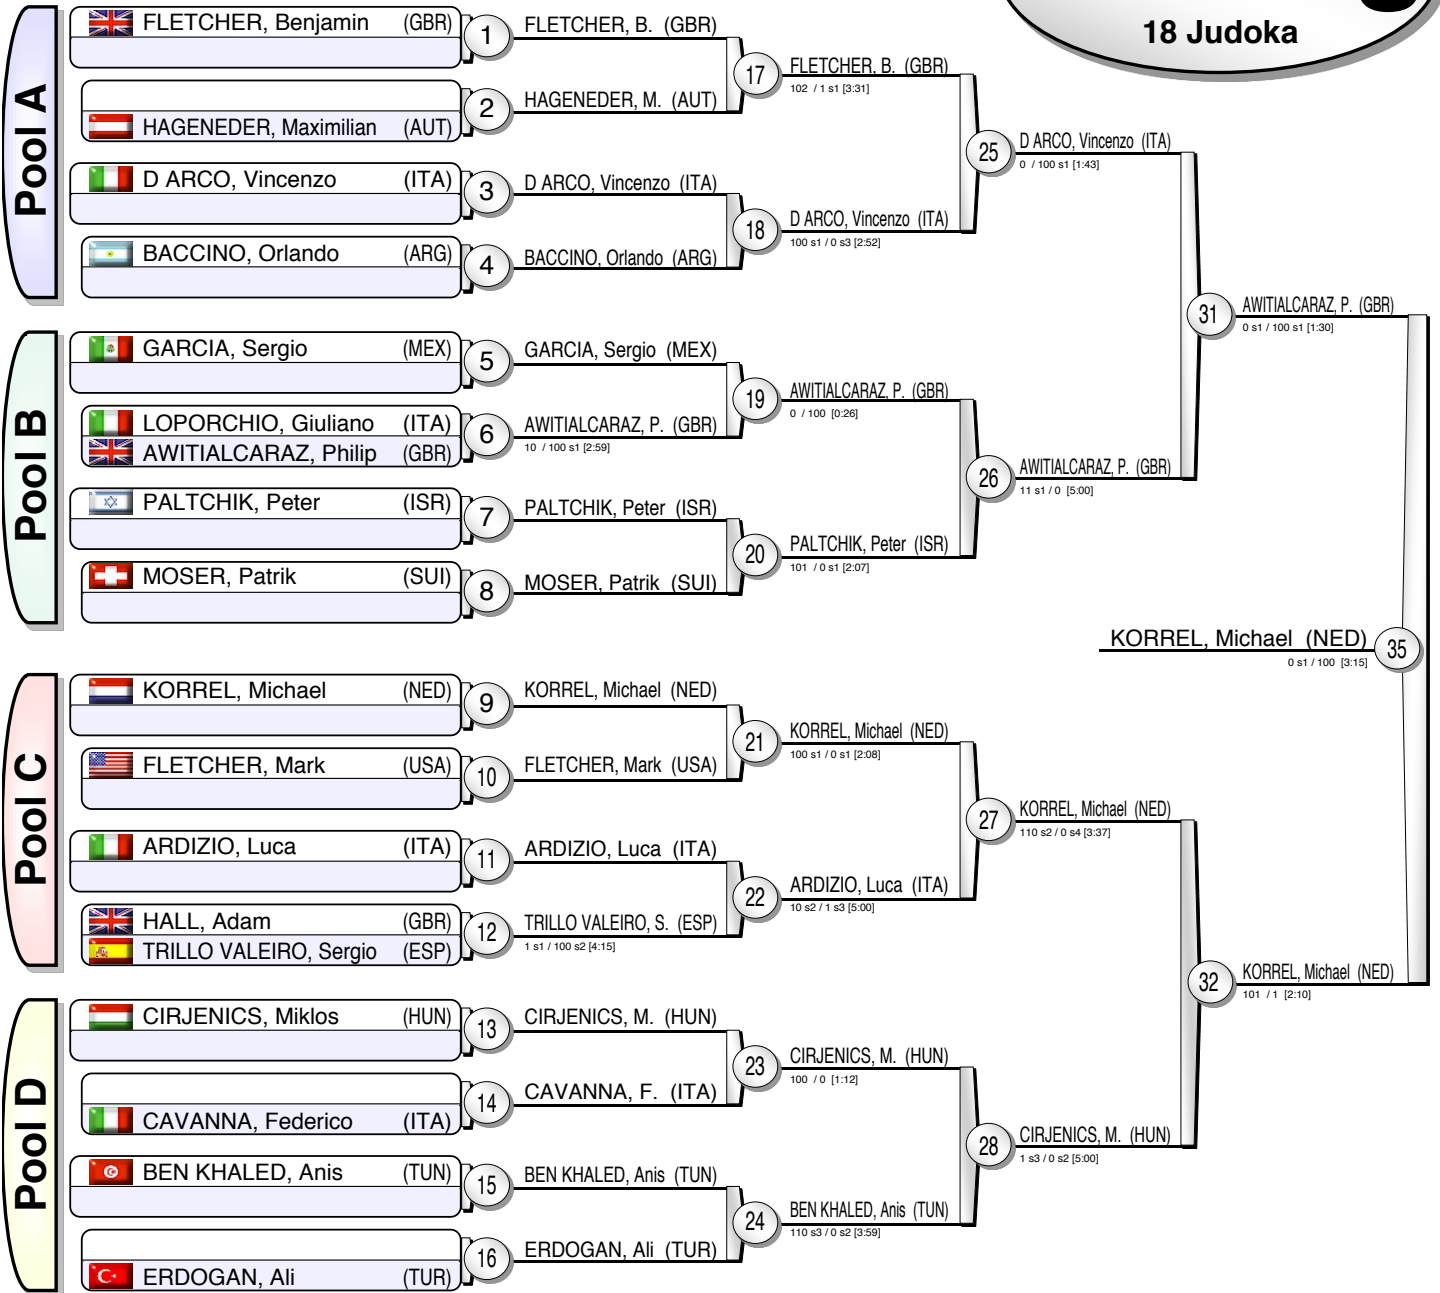 18 Judoka
Pool A
FLETCHER, Benjamin (GBR)
1
HAGENEDER, Maximilian (AUT)
2
D ARCO, Vincenzo (ITA)
3
BACCINO, Orlando (ARG)
4
Pool B
GARCIA, Sergio (MEX)
5
LOPORCHIO, Giuliano (ITA)
AWITIALCARAZ, Philip (GBR)
6
PALTCHIK, Peter (ISR)
7
MOSER, Patrik (SUI)
8
Pool C
KORREL, Michael (NED)
9
FLETCHER, Mark (USA)
10
ARDIZIO, Luca (ITA)
11
HALL, Adam (GBR)
TRILLO VALEIRO, Sergio (ESP)
12
Pool D
CIRJENICS, Miklos (HUN)
13
CAVANNA, Federico (ITA)
14
BEN KHALED, Anis (TUN)
15
ERDOGAN, Ali (TUR)
16
FLETCHER, B. (GBR)
HAGENEDER, M. (AUT)
17
D ARCO, Vincenzo (ITA)
BACCINO, Orlando (ARG)
18
GARCIA, Sergio (MEX)
AWITIALCARAZ, P. (GBR)
10 / 100 s1 [2:59]
19
PALTCHIK, Peter (ISR)
MOSER, Patrik (SUI)
20
KORREL, Michael (NED)
FLETCHER, Mark (USA)
21
ARDIZIO, Luca (ITA)
TRILLO VALEIRO, S. (ESP)
1 s1 / 100 s2 [4:15]
22
CIRJENICS, M. (HUN)
CAVANNA, F. (ITA)
23
BEN KHALED, Anis (TUN)
ERDOGAN, Ali (TUR)
24
FLETCHER, B. (GBR)
102 / 1 s1 [3:31]
D ARCO, Vincenzo (ITA)
100 s1 / 0 s3 [2:52]
25
AWITIALCARAZ, P. (GBR)
0 / 100 [0:26]
PALTCHIK, Peter (ISR)
101 / 0 s1 [2:07]
26
KORREL, Michael (NED)
100 s1 / 0 s1 [2:08]
ARDIZIO, Luca (ITA)
10 s2 / 1 s3 [5:00]
27
CIRJENICS, M. (HUN)
100 / 0 [1:12]
BEN KHALED, Anis (TUN)
110 s3 / 0 s2 [3:59]
28
D ARCO, Vincenzo (ITA)
0 / 100 s1 [1:43]
AWITIALCARAZ, P. (GBR)
11 s1 / 0 [5:00]
31
KORREL, Michael (NED)
110 s2 / 0 s4 [3:37]
CIRJENICS, M. (HUN)
1 s3 / 0 s2 [5:00]
32
AWITIALCARAZ, P. (GBR)
0 s1 / 100 s1 [1:30]
KORREL, Michael (NED)
101 / 1 [2:10]
KORREL, Michael (NED)
0 s1 / 100 [3:15]
35